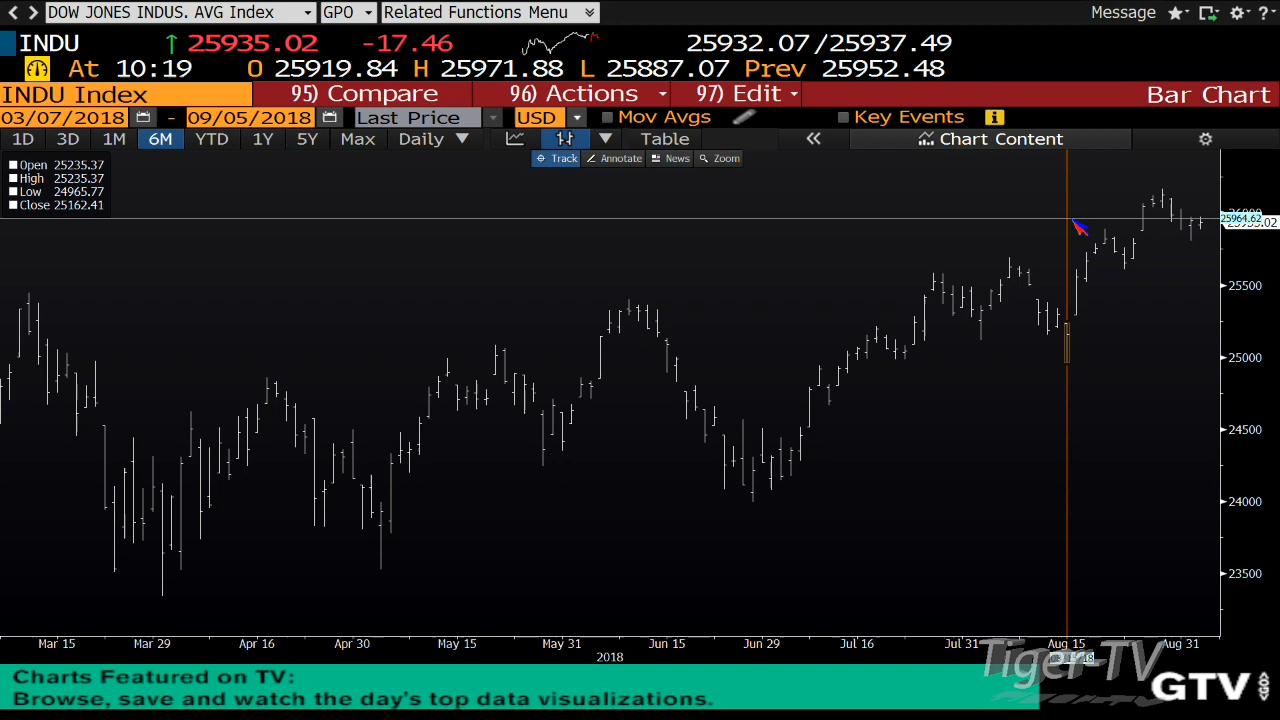 DOW JONES INDUS. AVG Index GPO Related Functions Menu Message ?
INDU 25935.02 -17.46 25932.07/25937.49
At 10:19 O 25919.84 H 25971.88 L 25887.07 Prev 25952.48
INDU Index 95) Compare 96) Actions 97) Edit Bar Chart
03/07/2018 - 09/05/2018 Last Price USD Mov Avgs Key Events i
1D 3D 1M 6M YTD 1Y 5Y Max Daily Table « Chart Content
Track Annotate News Zoom
Open 25235.37
High 25235.37
Low 24965.77
Close 25162.41
25964.62
25500
25000
24500
24000
23500
Mar 15 Mar 29 Apr 16 Apr 30 May 15 May 31 Jun 15 Jun 29 Jul 16 Jul 31 Aug 15 Aug 31
2018
Tiger-TV
Charts Featured on TV:
Browse, save and watch the day's top data visualizations.
GTV